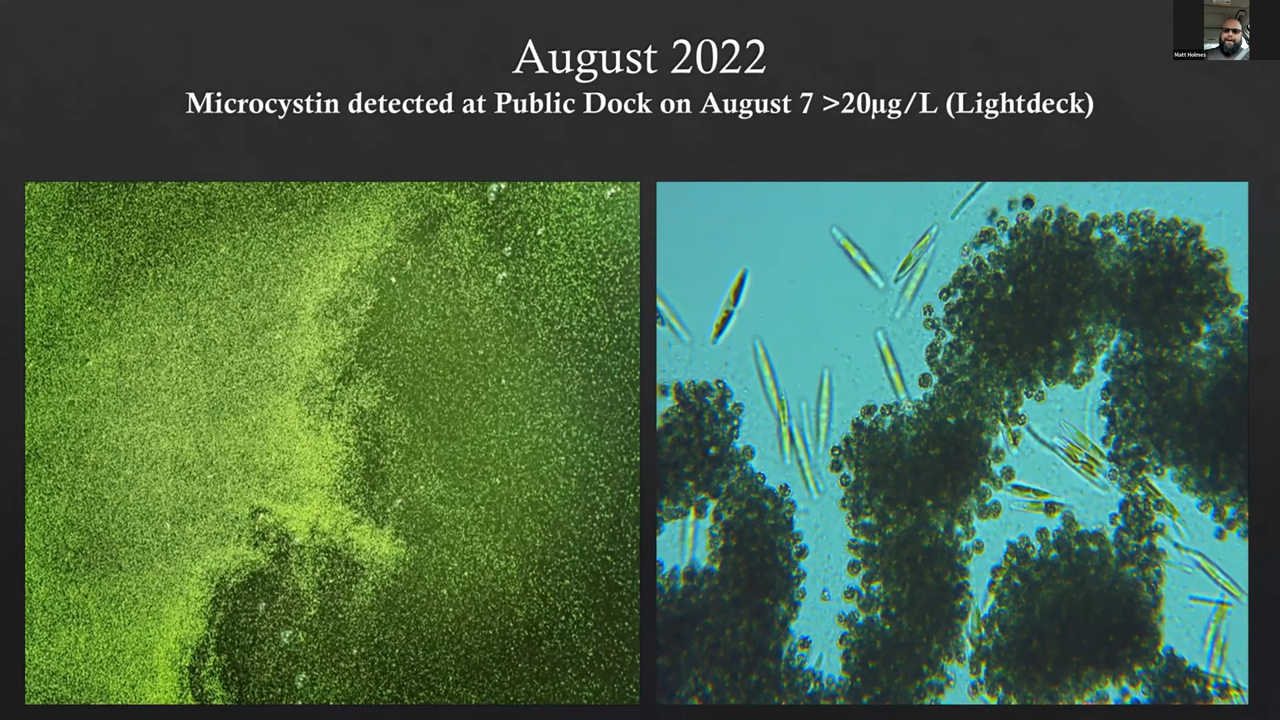 August 2022
Microcystin detected at Public Dock on August 7 >20µg/L (Lightdeck)
Matt Holmes